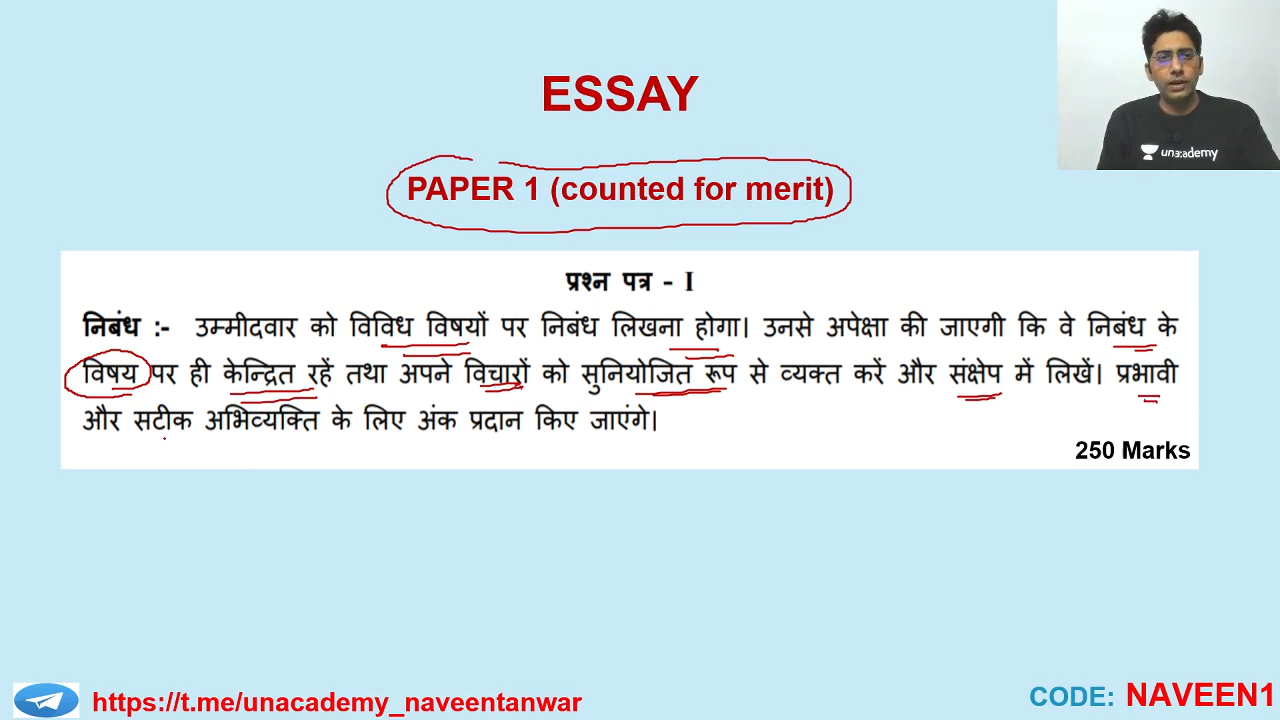 ESSAY
unacademy
PAPER 1 (counted for merit)
प्रश्न पत्र - I
निबंध :- उम्मीदवार को विविध विषयों पर निबंध लिखना होगा। उनसे अपेक्षा की जाएगी कि वे निबंध के
विषय पर ही केन्द्रित रहें तथा अपने विचारों को सुनियोजित रूप से व्यक्त करें और संक्षेप में लिखें। प्रभावी
और सटीक अभिव्यक्ति के लिए अंक प्रदान किए जाएंगे।
250 Marks
https://t.me/unacademy_naveentanwar
CODE: NAVEEN1